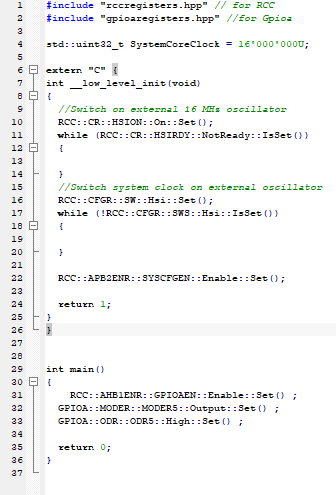 1 #include "rccregisters.hpp" // for RCC
2 #include "gpioaregisters.hpp" //for Gpioa
3
4 std::uint32_t SystemCoreClock = 16'000'000U;
5
6 extern "C" {
7 int __low_level_init(void)
8 {
9 //Switch on external 16 MHz oscillator
10 RCC::CR::HSION::On::Set();
11 while (RCC::CR::HSIRDY::NotReady::IsSet())
12 {
13
14 }
15 //Switch system clock on external oscillator
16 RCC::CFGR::SW::Hsi::Set();
17 while (!RCC::CFGR::SWS::Hsi::IsSet())
18 {
19
20 }
21
22 RCC::APB2ENR::SYSCFGEN::Enable::Set();
23
24 return 1;
25 }
26 }
27
28
29 int main()
30 {
31 RCC::AHB1ENR::GPIOAEN::Enable::Set() ;
32 GPIOA::MODER::MODER5::Output::Set() ;
33 GPIOA::ODR::ODR5::High::Set() ;
34
35 return 0;
36 }
37